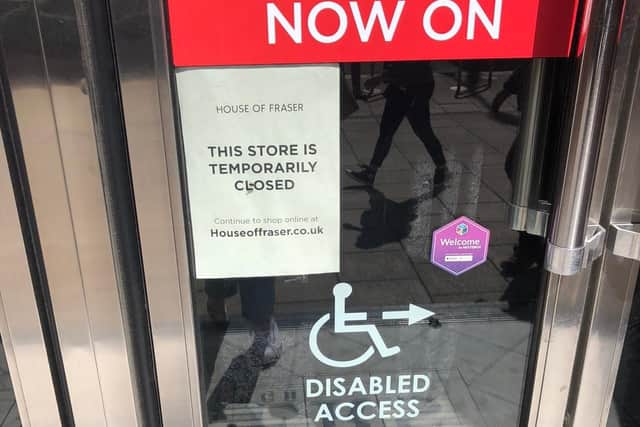 NOW ON
HOUSE OF FRASER
THIS STORE IS
TEMPORARILY
CLOSED
Continue to shop online at
Houseoffraser.co.uk
Welcome
DISABLED
ACCESS